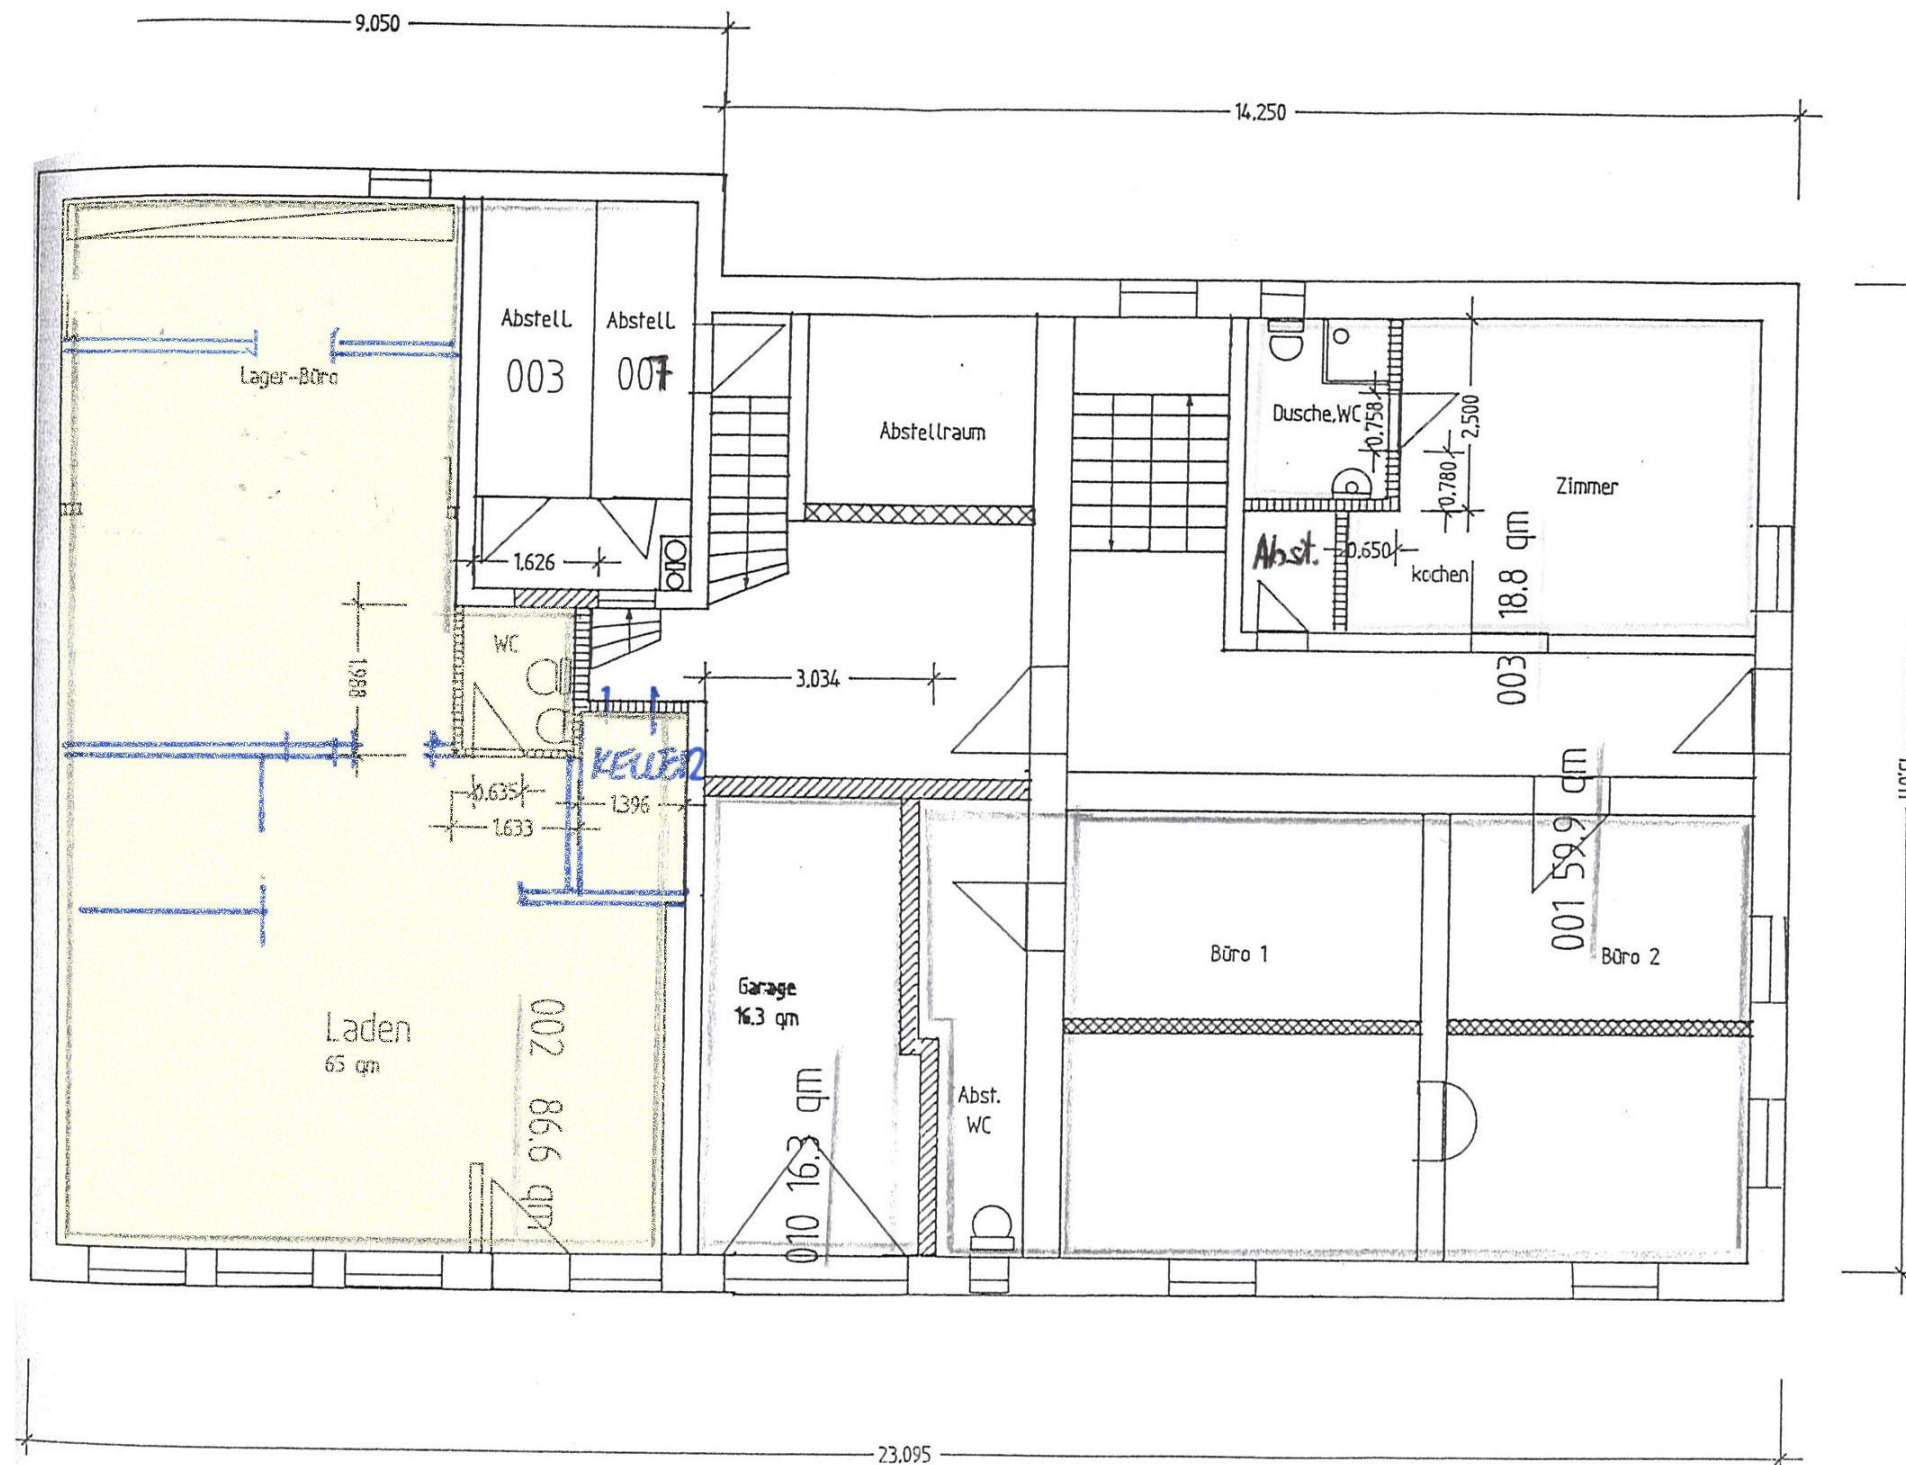 9.050
14.250
Abstell
003
Abstell
007
Lager-Büro
Abstellraum
Dusche,WC
0.758
2.500
0.780
Zimmer
1.626
Abst.
0.650
kochen
003 18.8 qm
WC
1.988
3.034
KELLER
0.635
1.396
1.633
001 59.9 qm
Büro 1
Büro 2
Garage
16.3 qm
Laden
65 qm
002 86.6 qm
010 16.3 qm
Abst.
WC
23.095